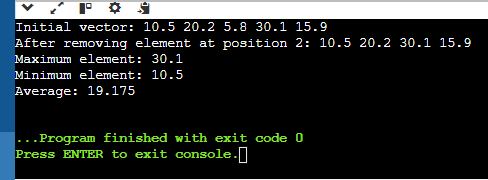 Initial vector: 10.5 20.2 5.8 30.1 15.9
After removing element at position 2: 10.5 20.2 30.1 15.9
Maximum element: 30.1
Minimum element: 10.5
Average: 19.175
...Program finished with exit code 0
Press ENTER to exit console.